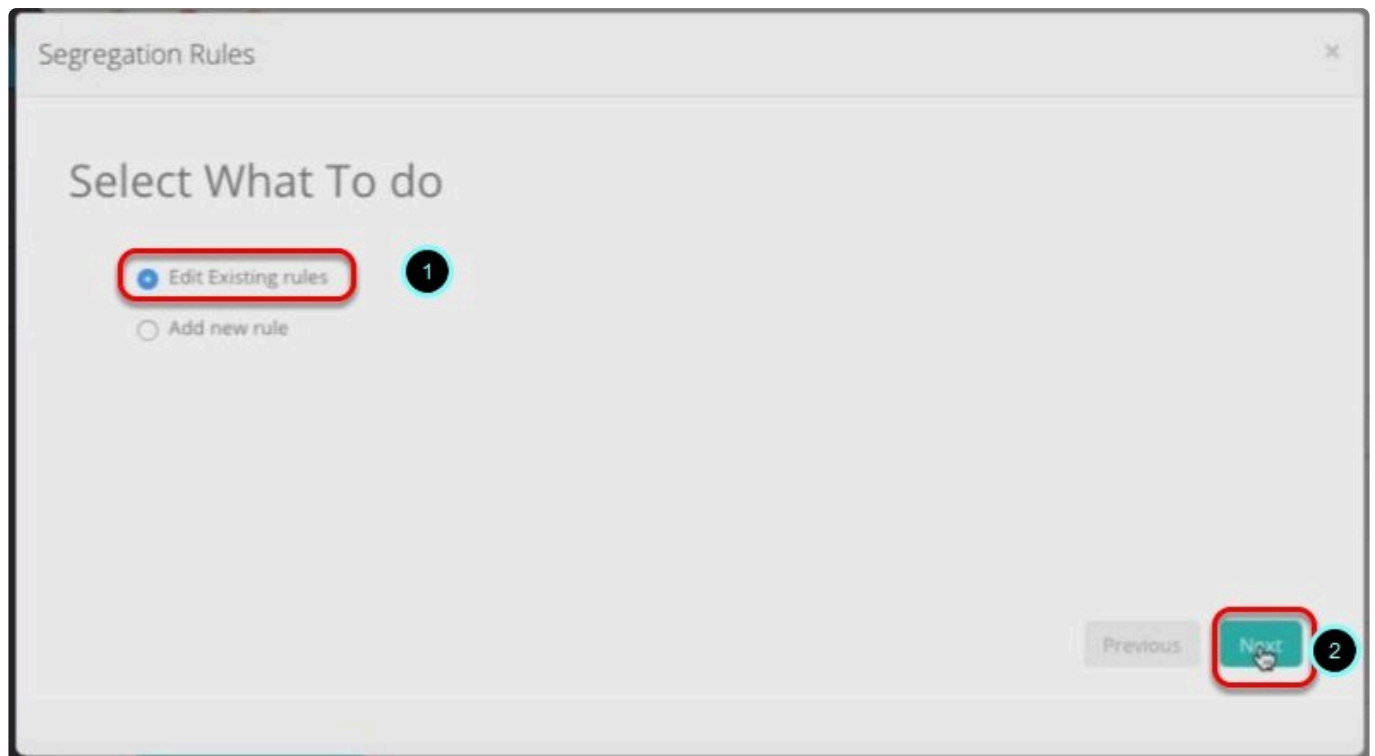 Segregation Rules ×
Select What To do
Edit Existing rules 1
Add new rule
Previous Next 2